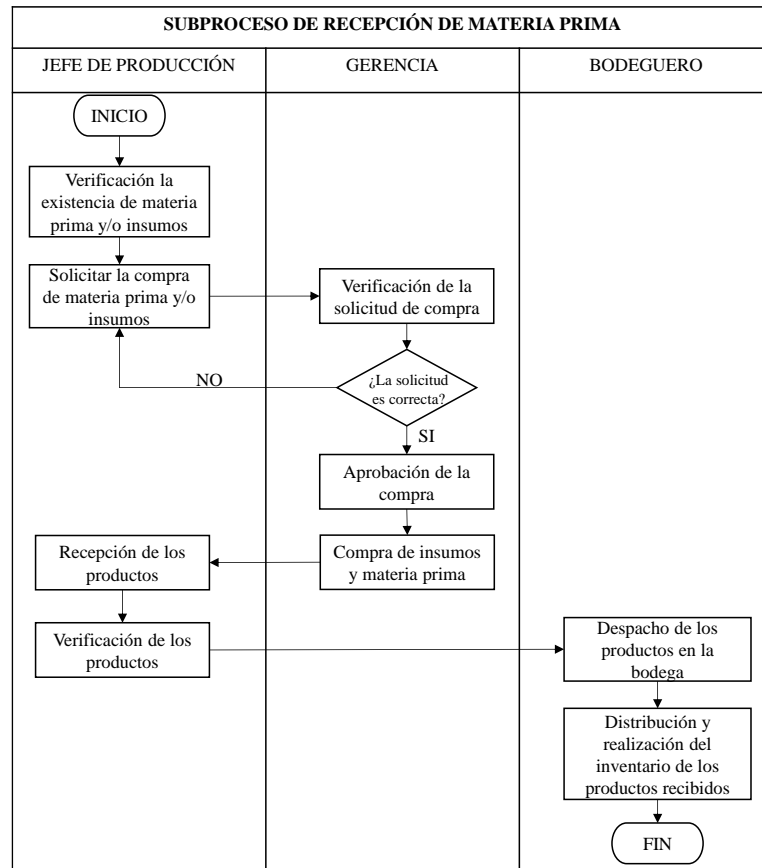 SUBPROCESO DE RECEPCIÓN DE MATERIA PRIMA
JEFE DE PRODUCCIÓN
GERENCIA
BODEGUERO
INICIO
Verificación la
existencia de materia
prima y/o insumos
Solicitar la compra
de materia prima y/o
insumos
Verificación de la
solicitud de compra
¿La solicitud
es correcta?
NO
SI
Aprobación de la
compra
Compra de insumos
y materia prima
Recepción de los
productos
Verificación de los
productos
Despacho de los
productos en la
bodega
Distribución y
realización del
inventario de los
productos recibidos
FIN